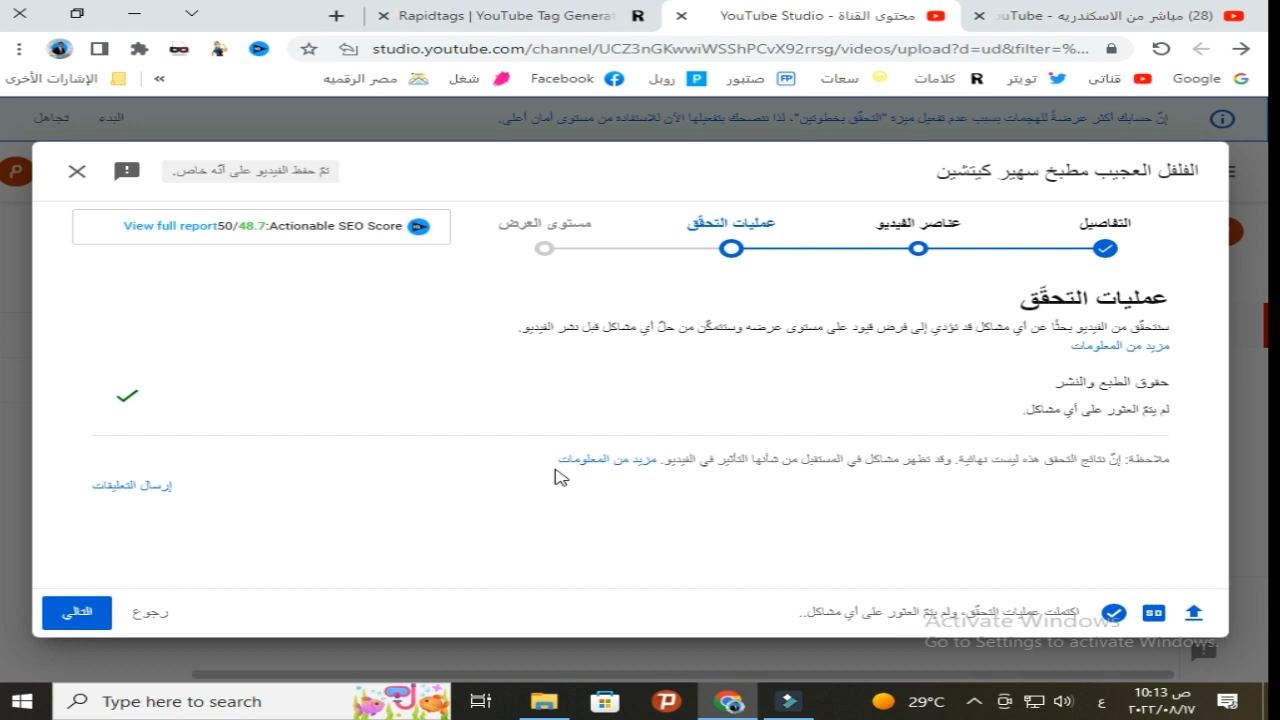 (28) مباشر من الاسكندريه - YouTube
محتوى القناة - YouTube Studio
Rapidtags | YouTube Tag Generat
studio.youtube.com/channel/UCZ3nGKwwiWSShPCvX92rrsg/videos/upload?d=ud&filter=%...
Google
قناتى
تويتر
كلامات
سعات
صتبور
روبل
Facebook
شغل
مصر الرقميه
»
الإشارات الأخرى
إنّ حسابك أكثر عرضةً للهجمات بسبب عدم تفعيل ميزة "التحقّق بخطوتين"، لذا ننصحك بتفعيلها الآن للاستفادة من مستوى أمان أعلى.
البدء
تجاهل
الفلفل العجيب مطبخ سهير كيتشين
تمّ حفظ الفيديو على أنّه خاص.
التفاصيل
عناصر الفيديو
عمليات التحقّق
مستوى العرض
View full report50/48.7:Actionable SEO Score
عمليات التحقّق
سنتحقّق من الفيديو بحثًا عن أي مشاكل قد تؤدي إلى فرض قيود على مستوى عرضه وستتمكّن من حلّ أي مشاكل قبل نشر الفيديو.
مزيد من المعلومات
حقوق الطبع والنشر
لم يتمّ العثور على أي مشاكل.
ملاحظة: إنّ نتائج التحقق هذه ليست نهائية. وقد تظهر مشاكل في المستقبل من شأنها التأثير في الفيديو. مزيد من المعلومات
إرسال التعليقات
SD
اكتملت عمليات التحقّق، ولم يتمّ العثور على أي مشاكل..
رجوع
التالي
Activate Windows
Go to Settings to activate Windows.
Type here to search
29°C
ع
10:13 ص
٢٠٢٢/٠٨/١٧